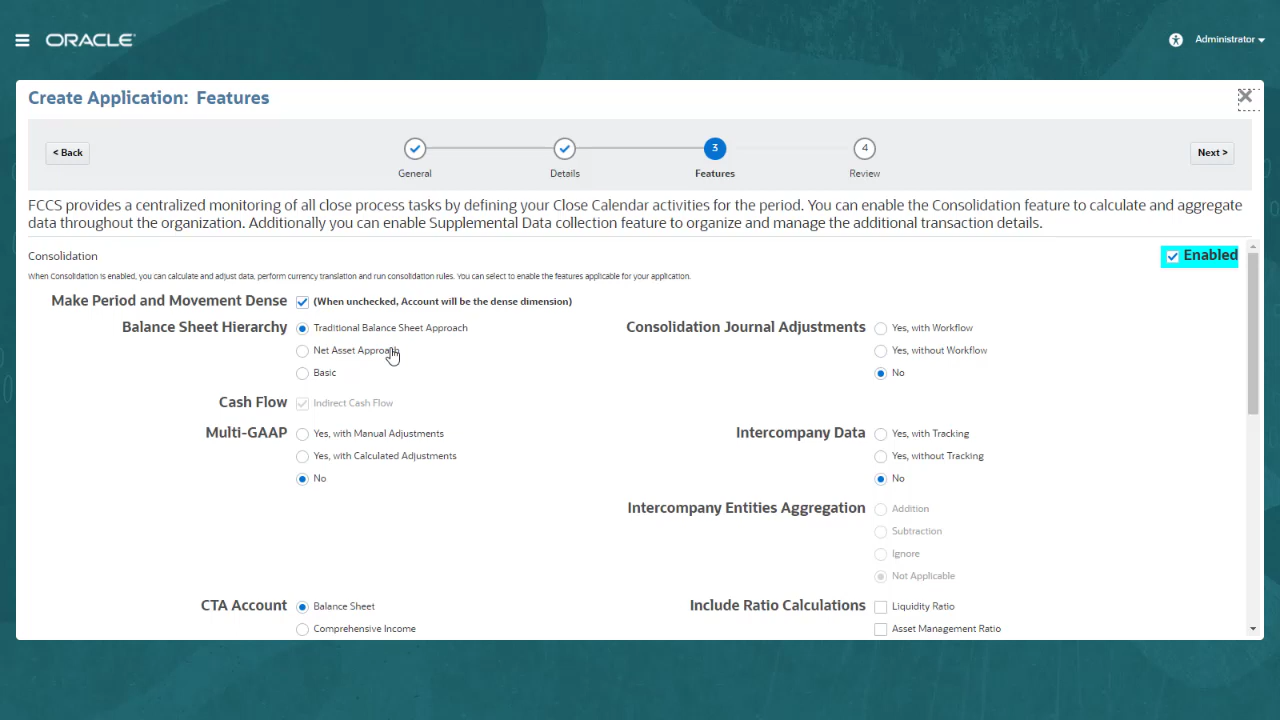 ORACLE
Administrator
Create Application: Features
< Back
3
4
Next >
General
Details
Features
Review
FCCS provides a centralized monitoring of all close process tasks by defining your Close Calendar activities for the period. You can enable the Consolidation feature to calculate and aggregate
data throughout the organization. Additionally you can enable Supplemental Data collection feature to organize and manage the additional transaction details.
Consolidation
Enabled
When Consolidation is enabled, you can calculate and adjust data, perform currency translation and run consolidation rules. You can select to enable the features applicable for your application.
Make Period and Movement Dense (When unchecked, Account will be the dense dimension)
Balance Sheet Hierarchy
Traditional Balance Sheet Approach
Net Asset Approach
Basic
Consolidation Journal Adjustments
Yes, with Workflow
Yes, without Workflow
No
Cash Flow
Indirect Cash Flow
Multi-GAAP
Yes, with Manual Adjustments
Yes, with Calculated Adjustments
No
Intercompany Data
Yes, with Tracking
Yes, without Tracking
No
Intercompany Entities Aggregation
Addition
Subtraction
Ignore
Not Applicable
CTA Account
Balance Sheet
Comprehensive Income
Include Ratio Calculations
Liquidity Ratio
Asset Management Ratio